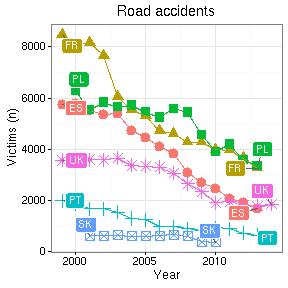 Road accidents
Victims (n)
8000
6000
4000
2000
0
FR
PL
ES
UK
PT
SK
PL
FR
UK
ES
SK
PT
2000
2005
2010
Year